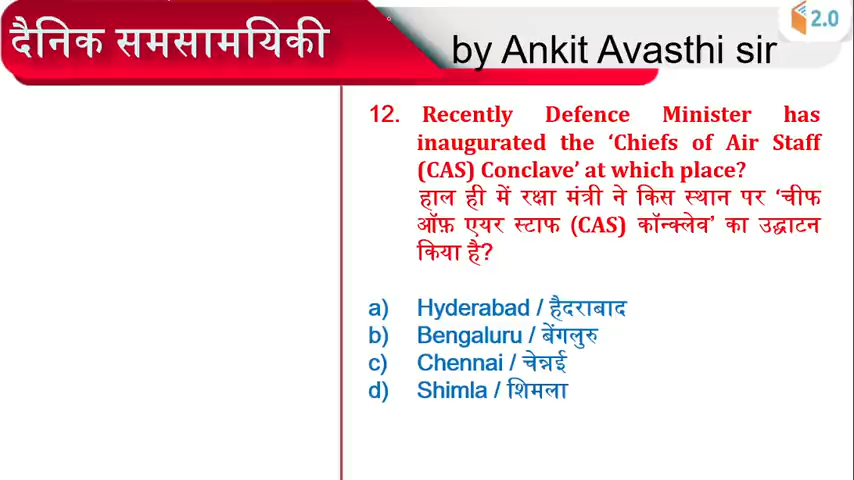 दैनिक समसामयिकी
by Ankit Avasthi sir
2.0
12. Recently Defence Minister has
inaugurated the ‘Chiefs of Air Staff
(CAS) Conclave’ at which place?
हाल ही में रक्षा मंत्री ने किस स्थान पर ‘चीफ
ऑफ़ एयर स्टाफ (CAS) कॉन्क्लेव’ का उद्घाटन
किया है?
a) Hyderabad / हैदराबाद
b) Bengaluru / बेंगलुरु
c) Chennai / चेन्नई
d) Shimla / शिमला